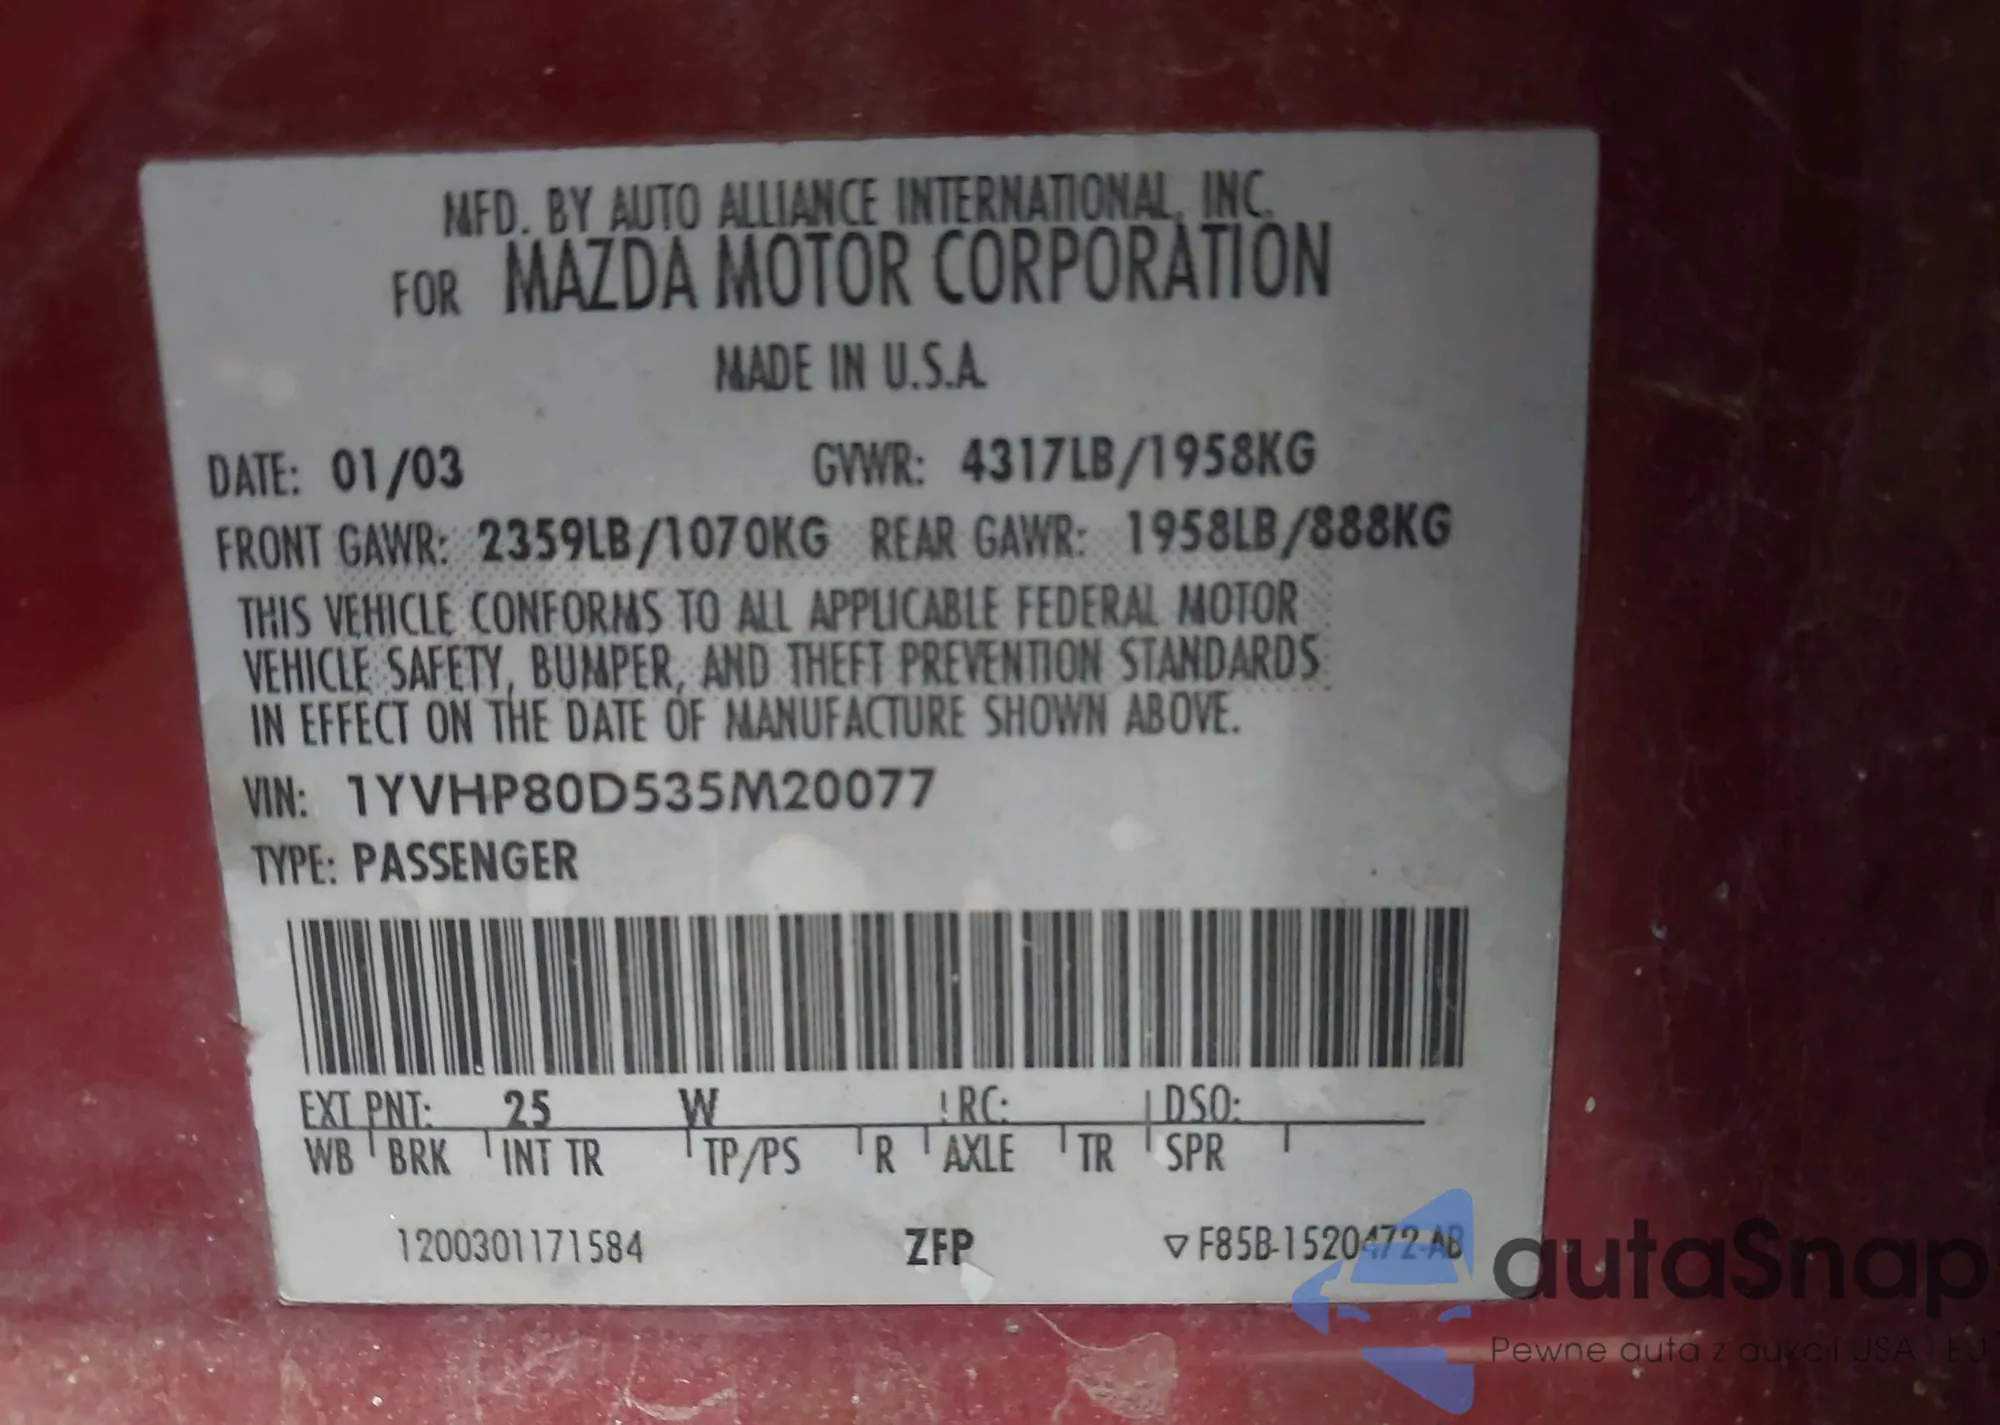 MFD. BY AUTO ALLIANCE INTERNATIONAL, INC.
FOR MAZDA MOTOR CORPORATION
MADE IN U.S.A.
DATE: 01/03 GVWR: 4317LB/1958KG
FRONT GAWR: 2359LB/1070KG REAR GAWR: 1958LB/888KG
THIS VEHICLE CONFORMS TO ALL APPLICABLE FEDERAL MOTOR
VEHICLE SAFETY, BUMPER, AND THEFT PREVENTION STANDARDS
IN EFFECT ON THE DATE OF MANUFACTURE SHOWN ABOVE.
VIN: 1YVHP80D535M20077
TYPE: PASSENGER
EXT PNT: 25 W RC: DSO:
WB BRK INT TR TP/PS R AXLE TR SPR
1200301171584 ZFP ▽ F85B-1520472-AB
autaSnap
Pewne auta z aukcji USA i EU